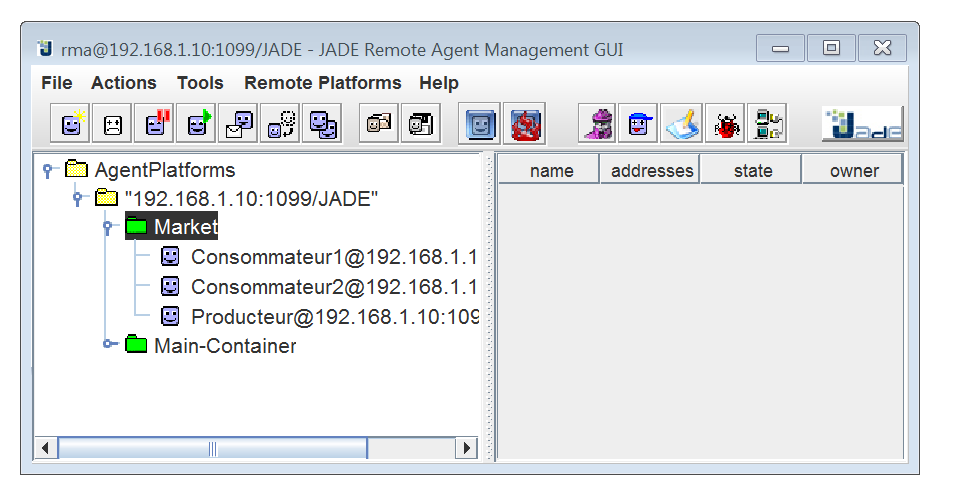 rma@192.168.1.10:1099/JADE - JADE Remote Agent Management GUI
File Actions Tools Remote Platforms Help
Jade
name addresses state owner
AgentPlatforms
"192.168.1.10:1099/JADE"
Market
Consommateur1@192.168.1.1
Consommateur2@192.168.1.1
Producteur@192.168.1.10:109
Main-Container